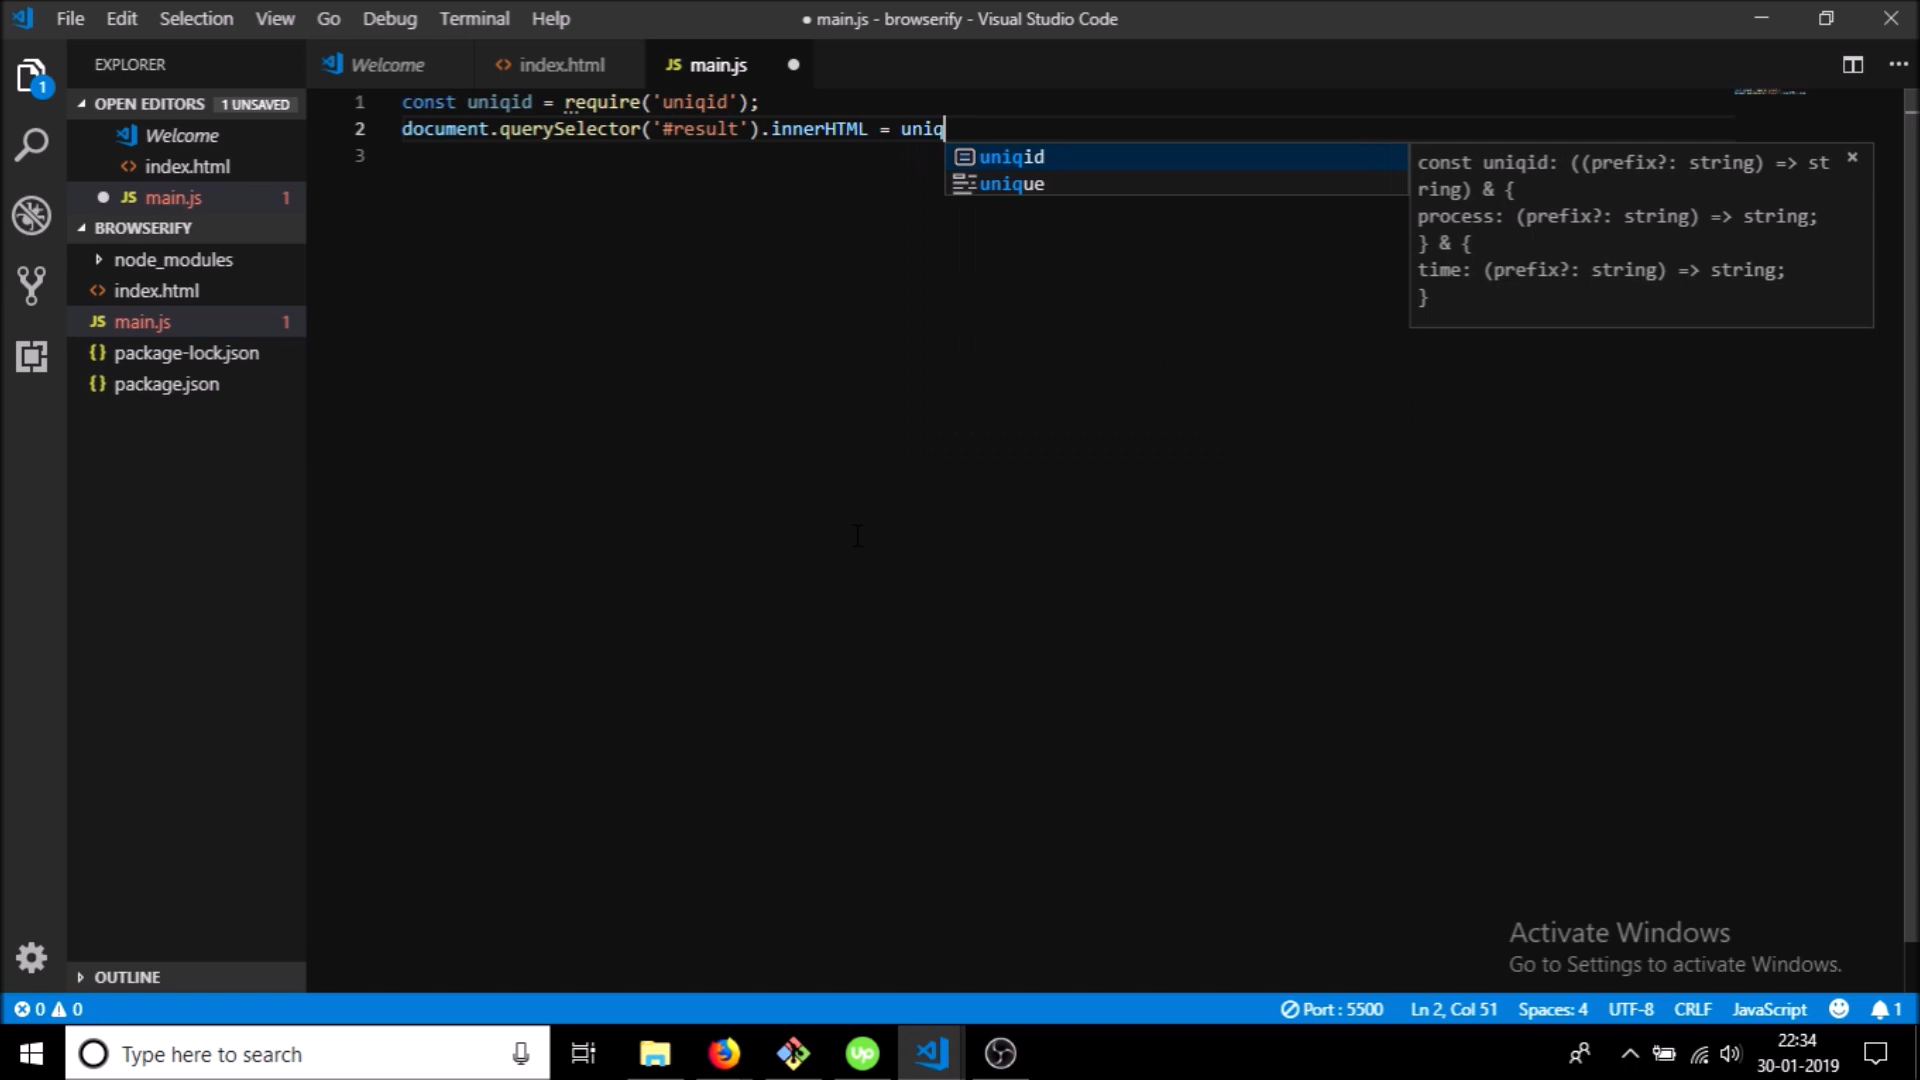 File Edit Selection View Go Debug Terminal Help
● main.js - browserify - Visual Studio Code
EXPLORER
Welcome
index.html
JS main.js
OPEN EDITORS 1 UNSAVED
Welcome
index.html
JS main.js 1
BROWSERIFY
node_modules
index.html
JS main.js 1
{} package-lock.json
{} package.json
OUTLINE
1 const uniqid = require('uniqid');
2 document.querySelector('#result').innerHTML = uniq
3
uniqid
unique
const uniqid: ((prefix?: string) => st
ring) & {
process: (prefix?: string) => string;
} & {
time: (prefix?: string) => string;
}
1
Activate Windows
Go to Settings to activate Windows.
0 0
Port : 5500 Ln 2, Col 51 Spaces: 4 UTF-8 CRLF JavaScript 1
Type here to search
Up
22:34
30-01-2019